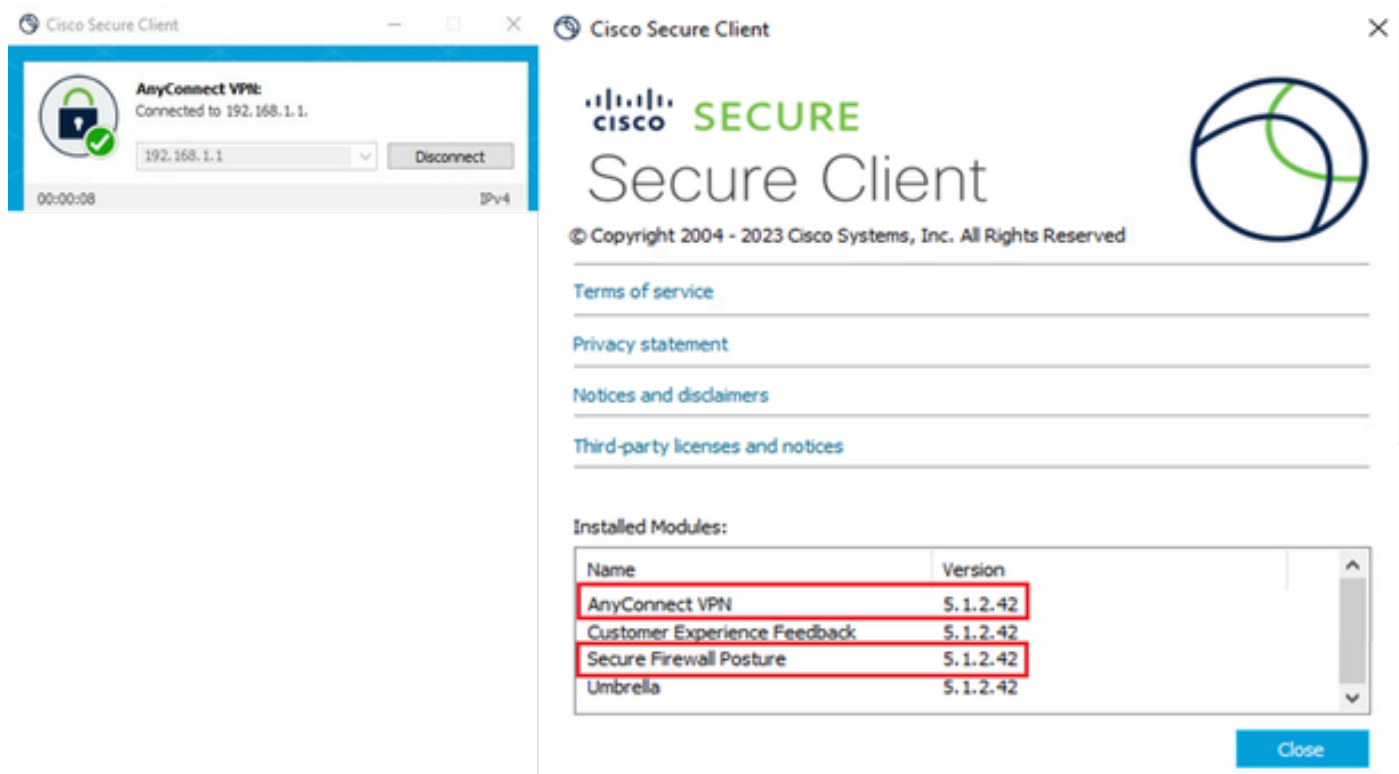 Cisco Secure Client
AnyConnect VPN:
Connected to 192.168.1.1.
192.168.1.1
Disconnect
00:00:08
IPv4
Cisco Secure Client
CISCO SECURE
Secure Client
© Copyright 2004 - 2023 Cisco Systems, Inc. All Rights Reserved
Terms of service
Privacy statement
Notices and disclaimers
Third-party licenses and notices
Installed Modules:
Name Version
AnyConnect VPN 5.1.2.42
Customer Experience Feedback 5.1.2.42
Secure Firewall Posture 5.1.2.42
Umbrella 5.1.2.42
Close